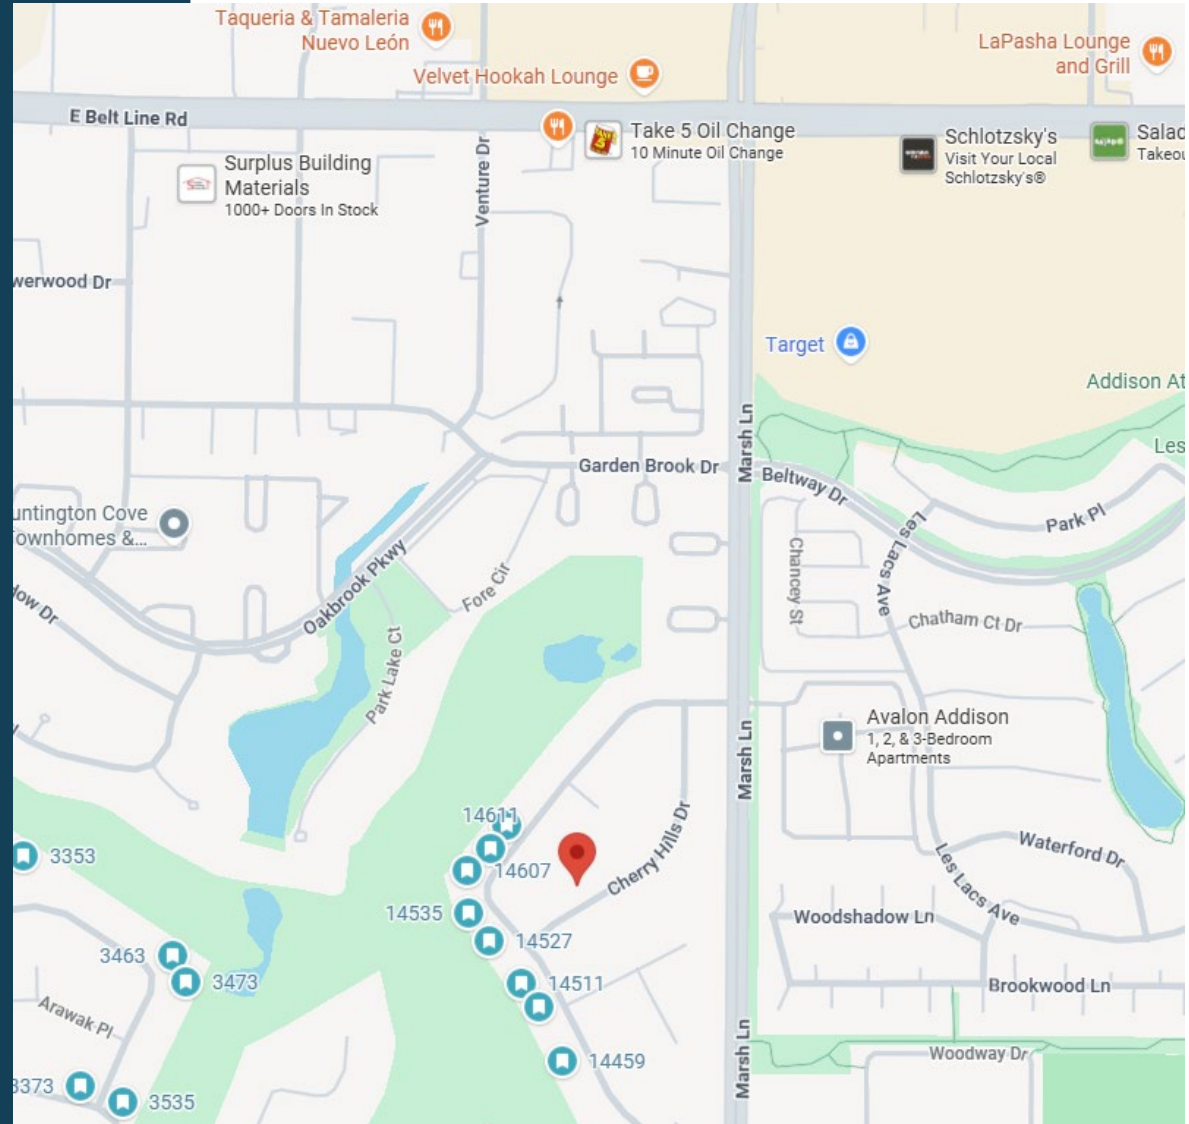 Taqueria & Tamaleria
Nuevo León
Velvet Hookah Lounge
LaPasha Lounge
and Grill
E Belt Line Rd
Take 5 Oil Change
10 Minute Oil Change
Schlotzsky's
Visit Your Local
Schlotzsky's®
Salad
Takeou
Surplus Building
Materials
1000+ Doors In Stock
Venture Dr
werwood Dr
Target
Addison At
Marsh Ln
Les
Garden Brook Dr
Beltway Dr
Park Pl
untington Cove
ownhomes &...
Les Lacs Ave
Chancey St
Oakbrook Pkwy
Fore Cir
low Dr
Chatham Ct Dr
Park Lake Ct
Avalon Addison
1, 2, & 3-Bedroom
Apartments
Marsh Ln
14611
Cherry Hills Dr
Waterford Dr
3353
14607
Les Lacs Ave
14535
Woodshadow Ln
14527
3463
3473
14511
Brookwood Ln
Arawak Pl
Marsh Ln
14459
Woodway Dr
3373
3535